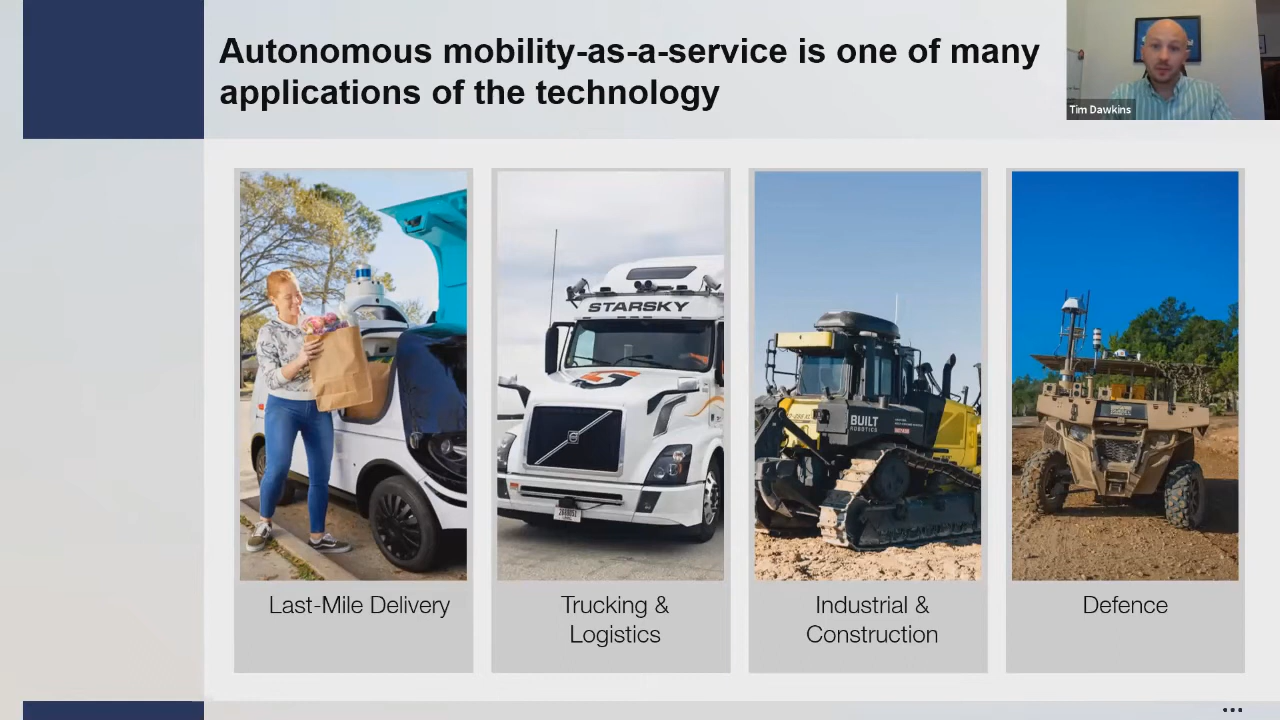 Autonomous mobility-as-a-service is one of many
applications of the technology
Tim Dawkins
STARSKY
BUILT
ROBOTICS
Last-Mile Delivery
Trucking &
Logistics
Industrial &
Construction
Defence